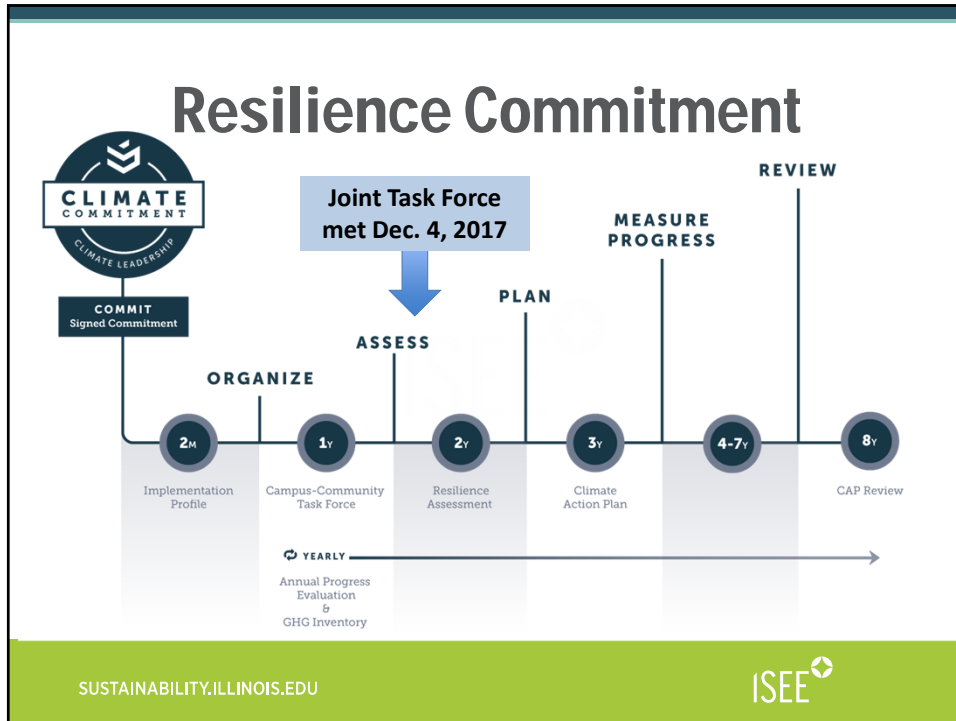 Resilience Commitment
CLIMATE
COMMITMENT
CLIMATE LEADERSHIP
COMMIT
Signed Commitment
Joint Task Force
met Dec. 4, 2017
ORGANIZE
ASSESS
PLAN
MEASURE
PROGRESS
REVIEW
2M
1Y
2Y
3Y
4-7Y
8Y
Implementation
Profile
Campus-Community
Task Force
Resilience
Assessment
Climate
Action Plan
CAP Review
YEARLY
Annual Progress
Evaluation
&
GHG Inventory
SUSTAINABILITY.ILLINOIS.EDU
ISEE